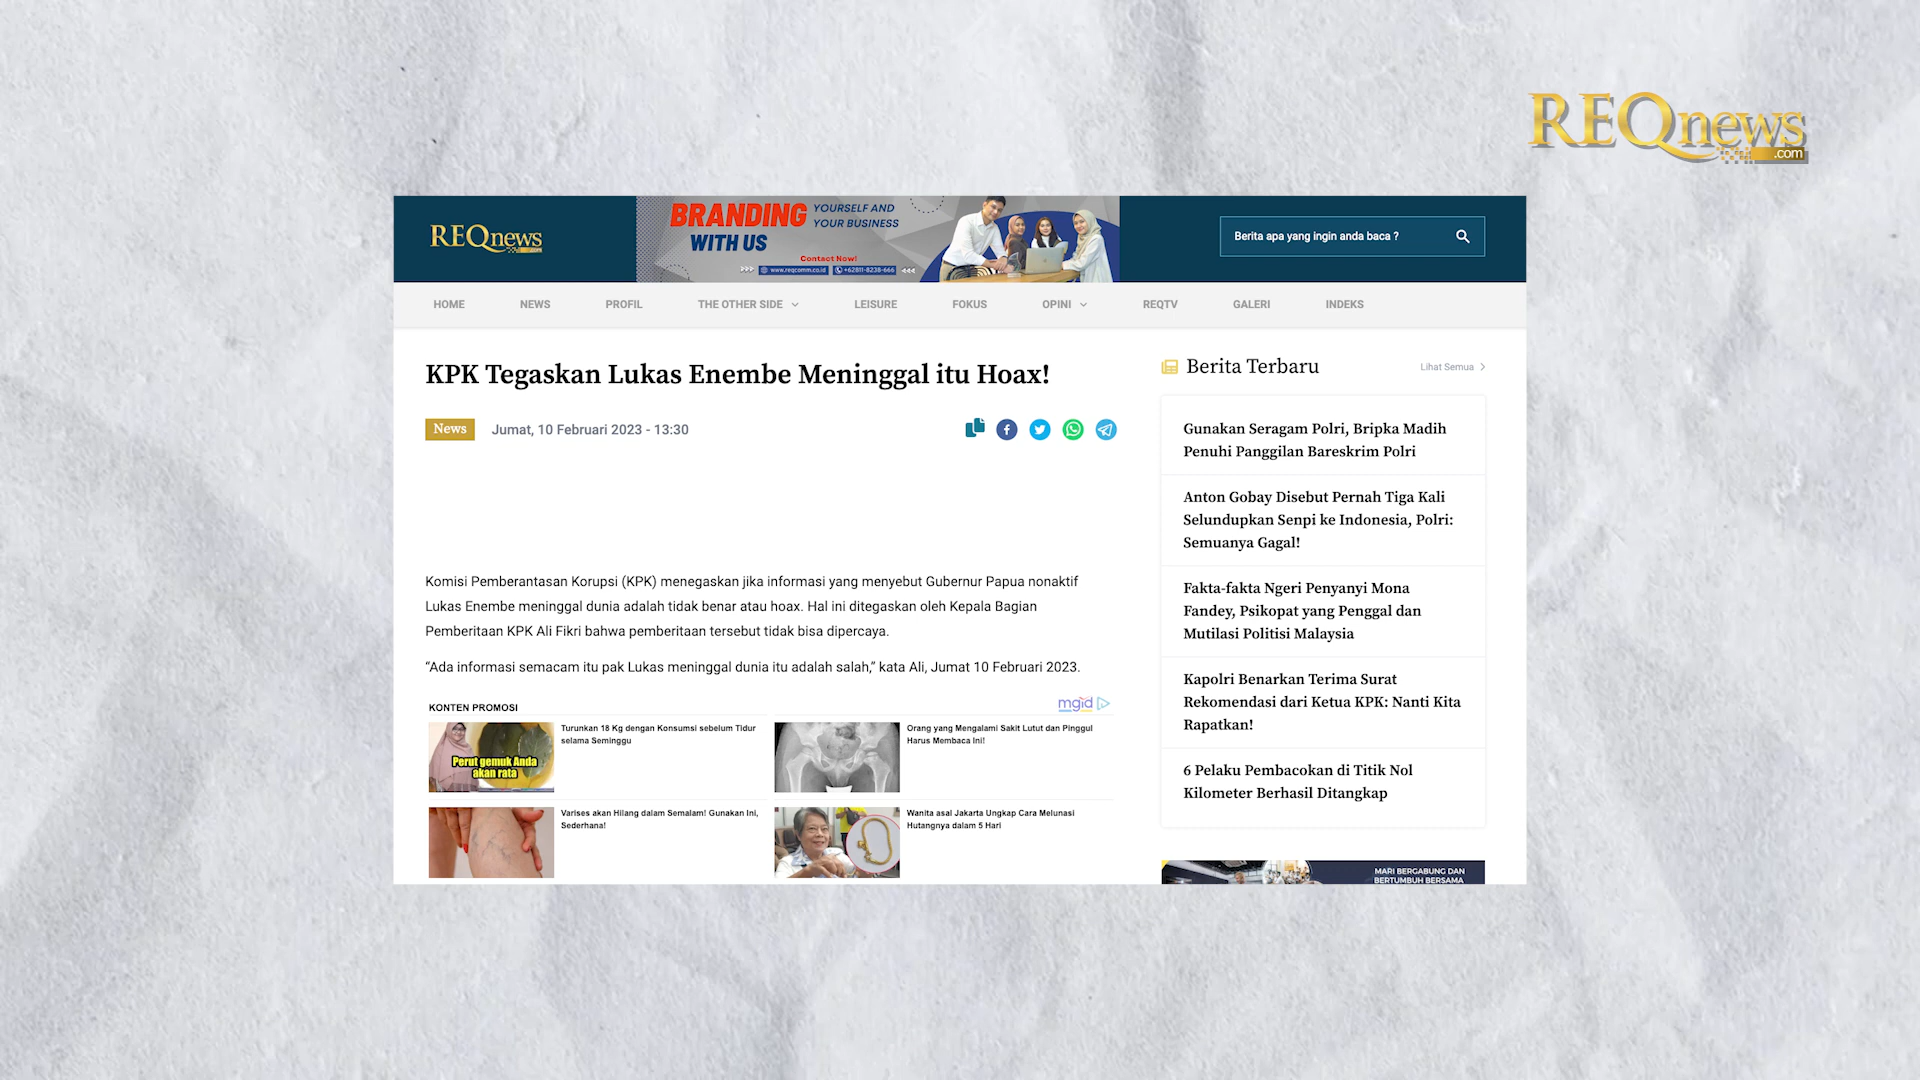 REQnews
.com
REQnews
BRANDING
YOURSELF AND
YOUR BUSINESS
WITH US
Contact Now!
www.reqcomm.co.id
+62811-8238-666
Berita apa yang ingin anda baca ?
HOME
NEWS
PROFIL
THE OTHER SIDE
LEISURE
FOKUS
OPINI
REQTV
GALERI
INDEKS
KPK Tegaskan Lukas Enembe Meninggal itu Hoax!
News
Jumat, 10 Februari 2023 - 13:30
Komisi Pemberantasan Korupsi (KPK) menegaskan jika informasi yang menyebut Gubernur Papua nonaktif
Lukas Enembe meninggal dunia adalah tidak benar atau hoax. Hal ini ditegaskan oleh Kepala Bagian
Pemberitaan KPK Ali Fikri bahwa pemberitaan tersebut tidak bisa dipercaya.
“Ada informasi semacam itu pak Lukas meninggal dunia itu adalah salah,” kata Ali, Jumat 10 Februari 2023.
KONTEN PROMOSI
mgid
Perut gemuk Anda
akan rata
Turunkan 18 Kg dengan Konsumsi sebelum Tidur
selama Seminggu
Orang yang Mengalami Sakit Lutut dan Pinggul
Harus Membaca Ini!
Varises akan Hilang dalam Semalam! Gunakan Ini,
Sederhana!
Wanita asal Jakarta Ungkap Cara Melunasi
Hutangnya dalam 5 Hari
Berita Terbaru
Lihat Semua
Gunakan Seragam Polri, Bripka Madih
Penuhi Panggilan Bareskrim Polri
Anton Gobay Disebut Pernah Tiga Kali
Selundupkan Senpi ke Indonesia, Polri:
Semuanya Gagal!
Fakta-fakta Ngeri Penyanyi Mona
Fandey, Psikopat yang Penggal dan
Mutilasi Politisi Malaysia
Kapolri Benarkan Terima Surat
Rekomendasi dari Ketua KPK: Nanti Kita
Rapatkan!
6 Pelaku Pembacokan di Titik Nol
Kilometer Berhasil Ditangkap
MARI BERGABUNG DAN
BERTUMBUH BERSAMA